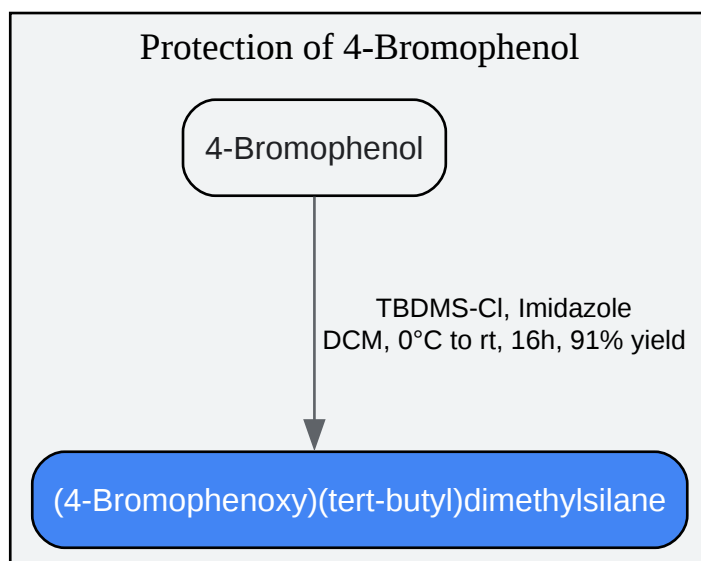 Protection of 4-Bromophenol
4-Bromophenol
TBDMS-Cl, Imidazole
DCM, 0°C to rt, 16h, 91% yield
(4-Bromophenoxy)(tert-butyl)dimethylsilane